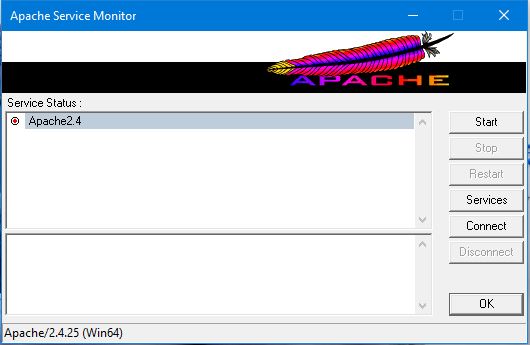 Apache Service Monitor
APACHE
Service Status :
Apache2.4
Start
Stop
Restart
Services
Connect
Disconnect
OK
Apache/2.4.25 (Win64)